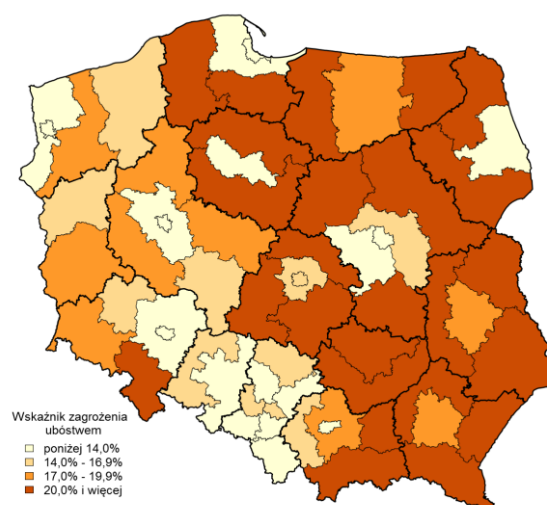 Wskaźnik zagrożenia
ubóstwem
poniżej 14,0%
14,0% - 16,9%
17,0% - 19,9%
20,0% i więcej